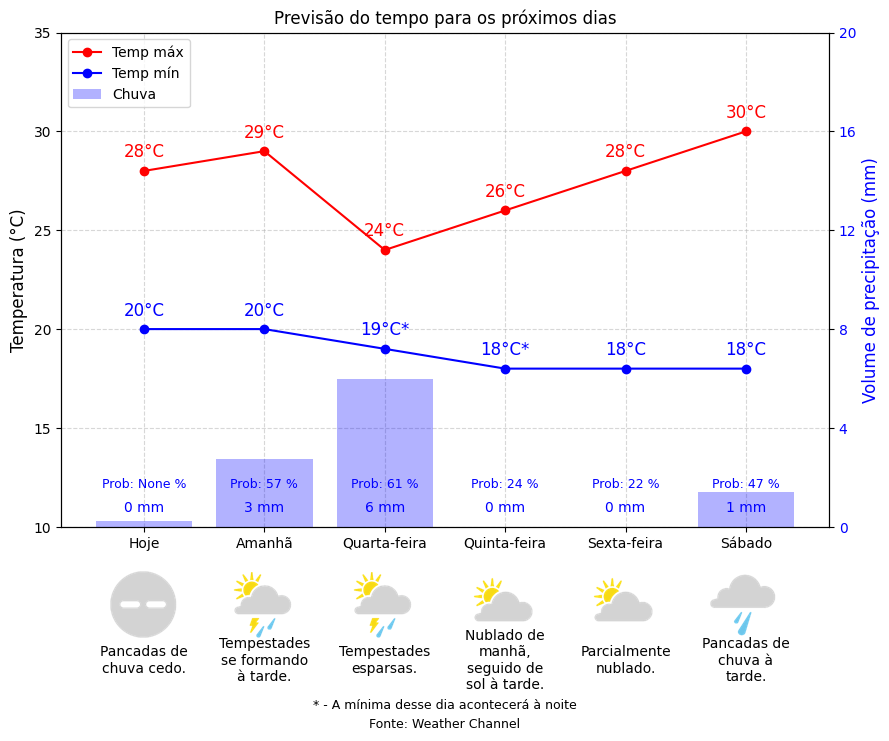 Previsão do tempo para os próximos dias
Temp máx
Temp mín
Chuva
Temperatura (°C)
35
30
25
20
15
10
Volume de precipitação (mm)
20
16
12
8
4
0
28°C
29°C
24°C
26°C
28°C
30°C
20°C
20°C
19°C*
18°C*
18°C
18°C
Prob: None %
Prob: 57 %
Prob: 61 %
Prob: 24 %
Prob: 22 %
Prob: 47 %
0 mm
3 mm
6 mm
0 mm
0 mm
1 mm
Hoje
Amanhã
Quarta-feira
Quinta-feira
Sexta-feira
Sábado
Pancadas de
chuva cedo.
Tempestades
se formando
à tarde.
Tempestades
esparsas.
Nublado de
manhã,
seguido de
sol à tarde.
Parcialmente
nublado.
Pancadas de
chuva à
tarde.
* - A mínima desse dia acontecerá à noite
Fonte: Weather Channel